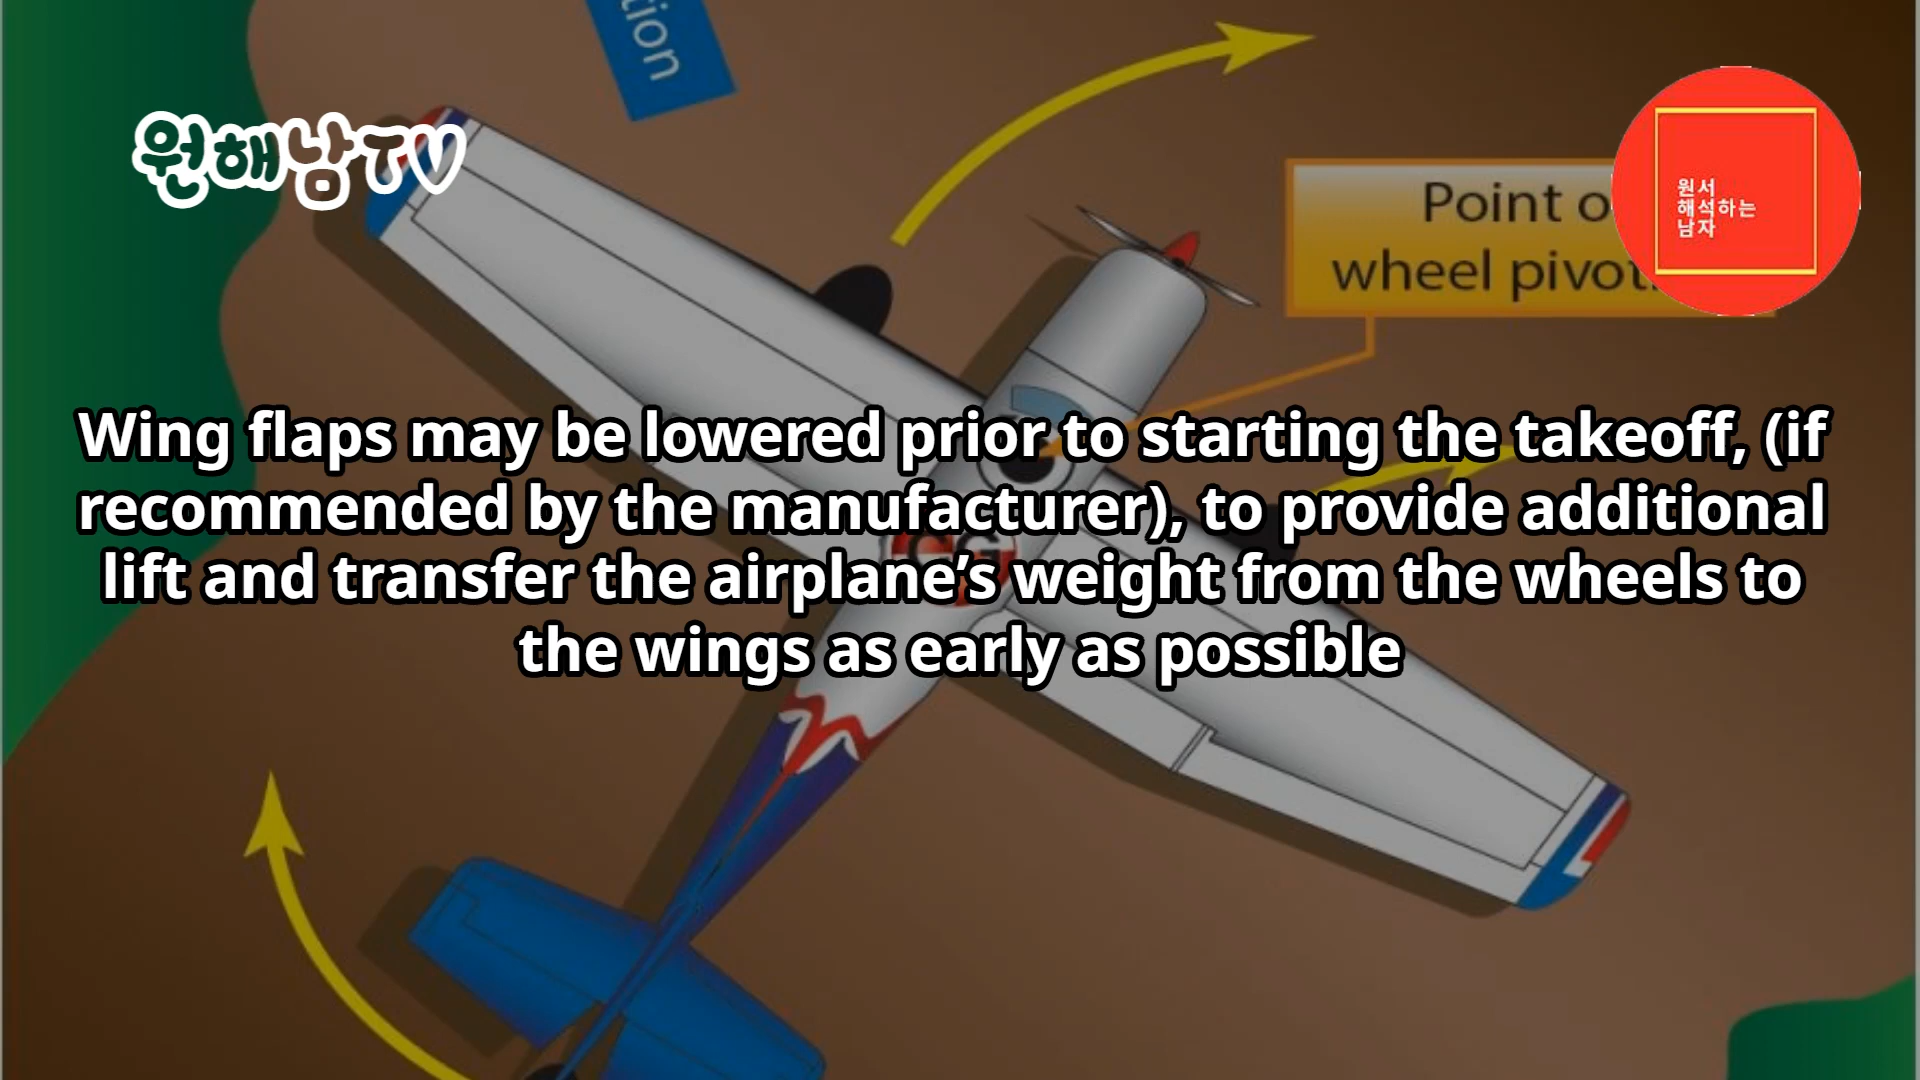 tion
원해남TV
Point o
wheel pivot
원서
해석하는
남자
Wing flaps may be lowered prior to starting the takeoff, (if
recommended by the manufacturer), to provide additional
lift and transfer the airplane’s weight from the wheels to
the wings as early as possible
CG